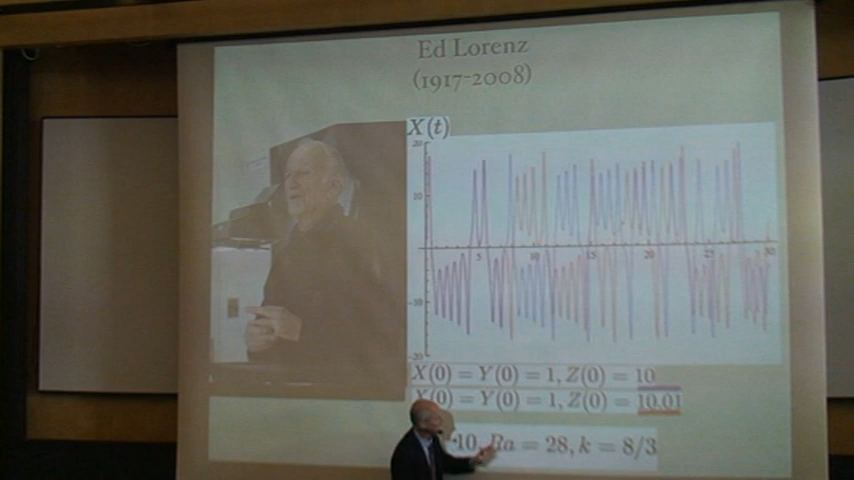 Ed Lorenz
(1917-2008)
X(t)
20
10
5 10 15 20 25 30
-10
-20
X(0) = Y(0) = 1, Z(0) = 10
X(0) = Y(0) = 1, Z(0) = 10.01
10, Ra = 28, k = 8/3